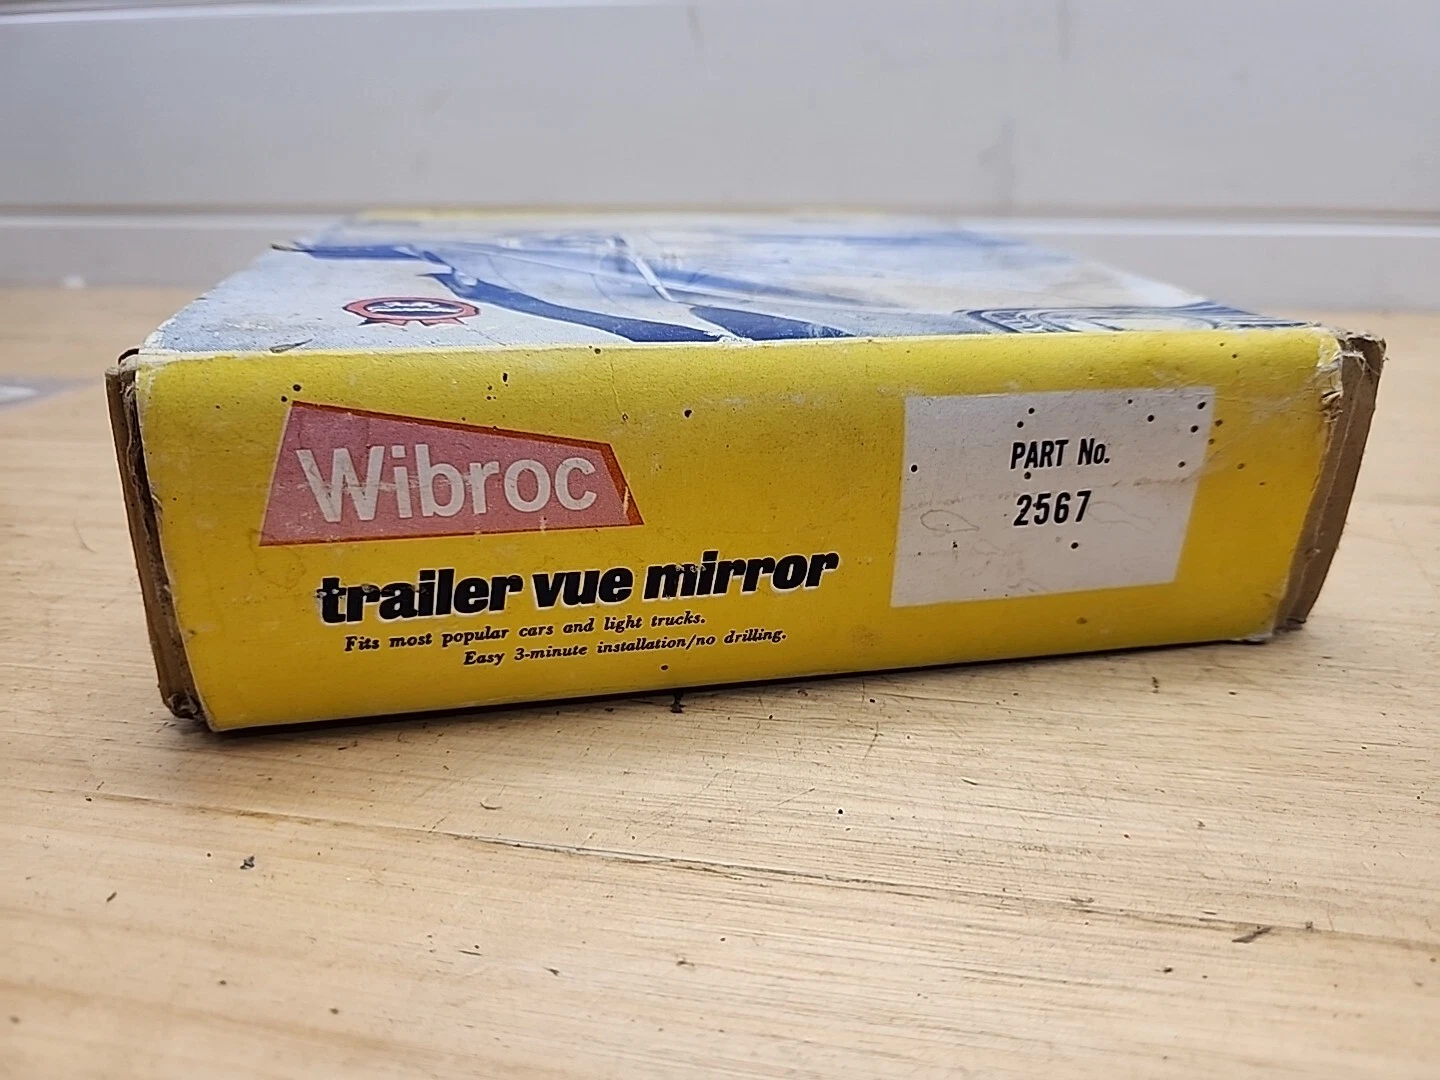 Wibroc
trailer vue mirror
Fits most popular cars and light trucks.
Easy 3-minute installation/no drilling.
PART No.
2567